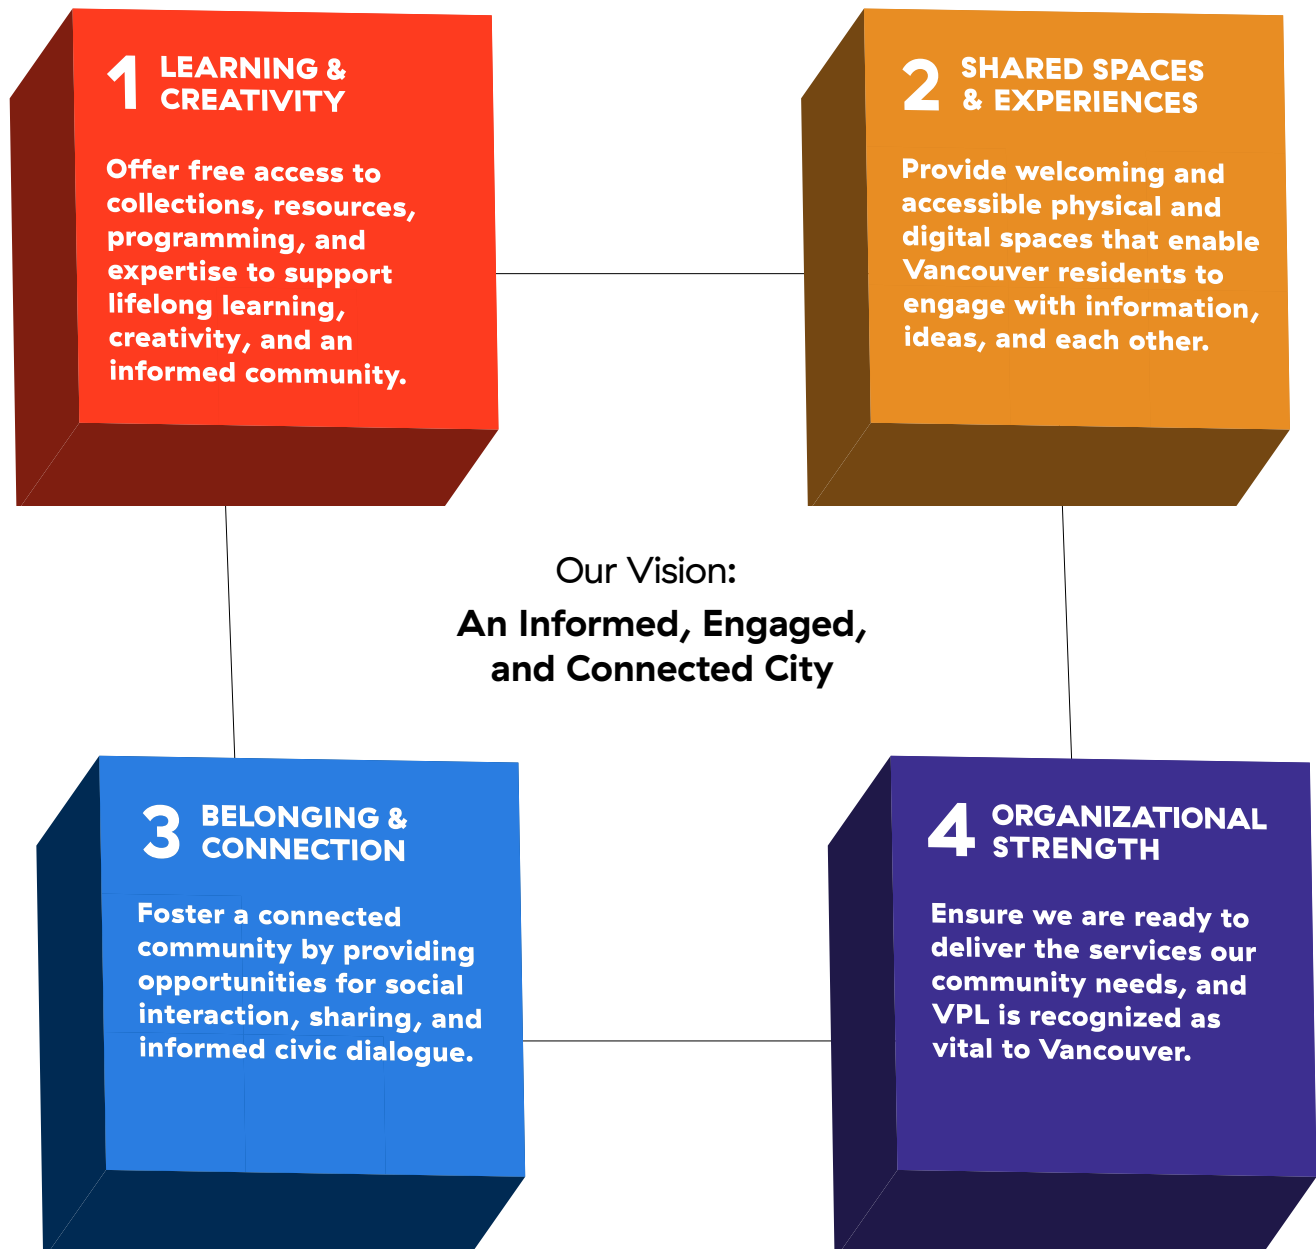 1 LEARNING &
CREATIVITY
Offer free access to
collections, resources,
programming, and
expertise to support
lifelong learning,
creativity, and an
informed community.
2 SHARED SPACES
& EXPERIENCES
Provide welcoming and
accessible physical and
digital spaces that enable
Vancouver residents to
engage with information,
ideas, and each other.
Our Vision:
An Informed, Engaged,
and Connected City
3 BELONGING &
CONNECTION
Foster a connected
community by providing
opportunities for social
interaction, sharing, and
informed civic dialogue.
4 ORGANIZATIONAL
STRENGTH
Ensure we are ready to
deliver the services our
community needs, and
VPL is recognized as
vital to Vancouver.